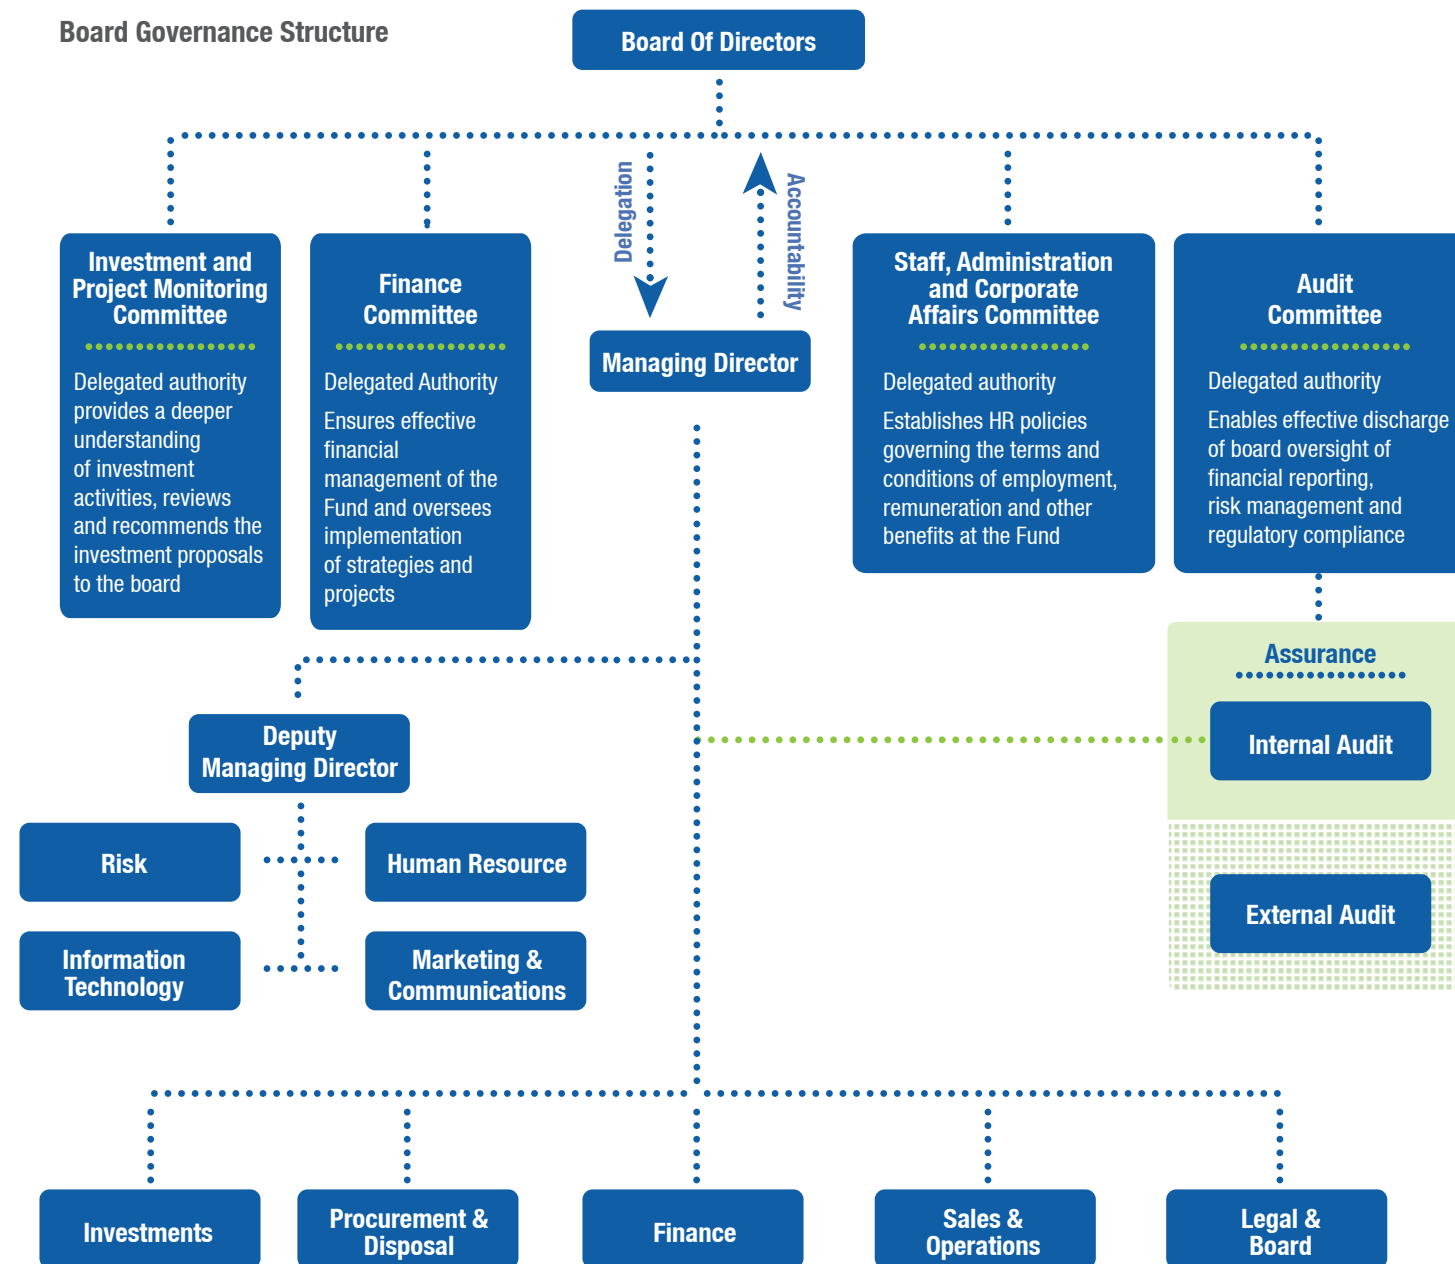 Board Governance Structure
Board Of Directors
Delegation
Accountability
Investment and
Project Monitoring
Committee
Delegated authority
provides a deeper
understanding
of investment
activities, reviews
and recommends the
investment proposals
to the board
Finance
Committee
Delegated Authority
Ensures effective
financial
management of the
Fund and oversees
implementation
of strategies and
projects
Managing Director
Staff, Administration
and Corporate
Affairs Committee
Delegated authority
Establishes HR policies
governing the terms and
conditions of employment,
remuneration and other
benefits at the Fund
Audit
Committee
Delegated authority
Enables effective discharge
of board oversight of
financial reporting,
risk management and
regulatory compliance
Assurance
Internal Audit
External Audit
Deputy
Managing Director
Risk
Human Resource
Information
Technology
Marketing &
Communications
Investments
Procurement &
Disposal
Finance
Sales &
Operations
Legal &
Board